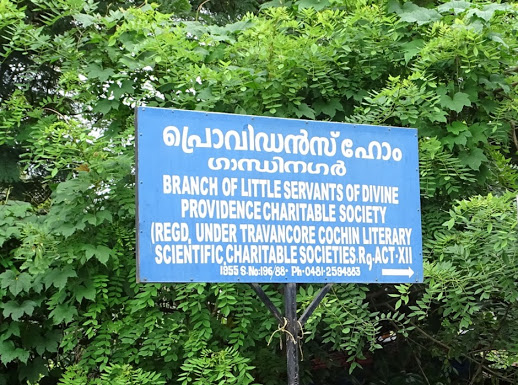 പ്രൊവിഡൻസ് ഹോം
ഗാന്ധിനഗർ
BRANCH OF LITTLE SERVANTS OF DIVINE
PROVIDENCE CHARITABLE SOCIETY
(REGD, UNDER TRAVANCORE COCHIN LITERARY
SCIENTIFIC,CHARITABLE SOCIETIES.Rg-ACT-XII
1955 S.No:196/88* Ph-0481-2594883